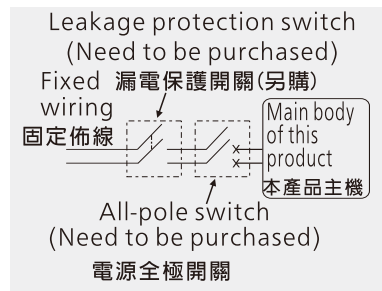 Leakage protection switch
(Need to be purchased)
Fixed wiring
漏電保護開關(另購)
固定佈線
Main body
of this
product
本產品主機
All-pole switch
(Need to be purchased)
電源全極開關